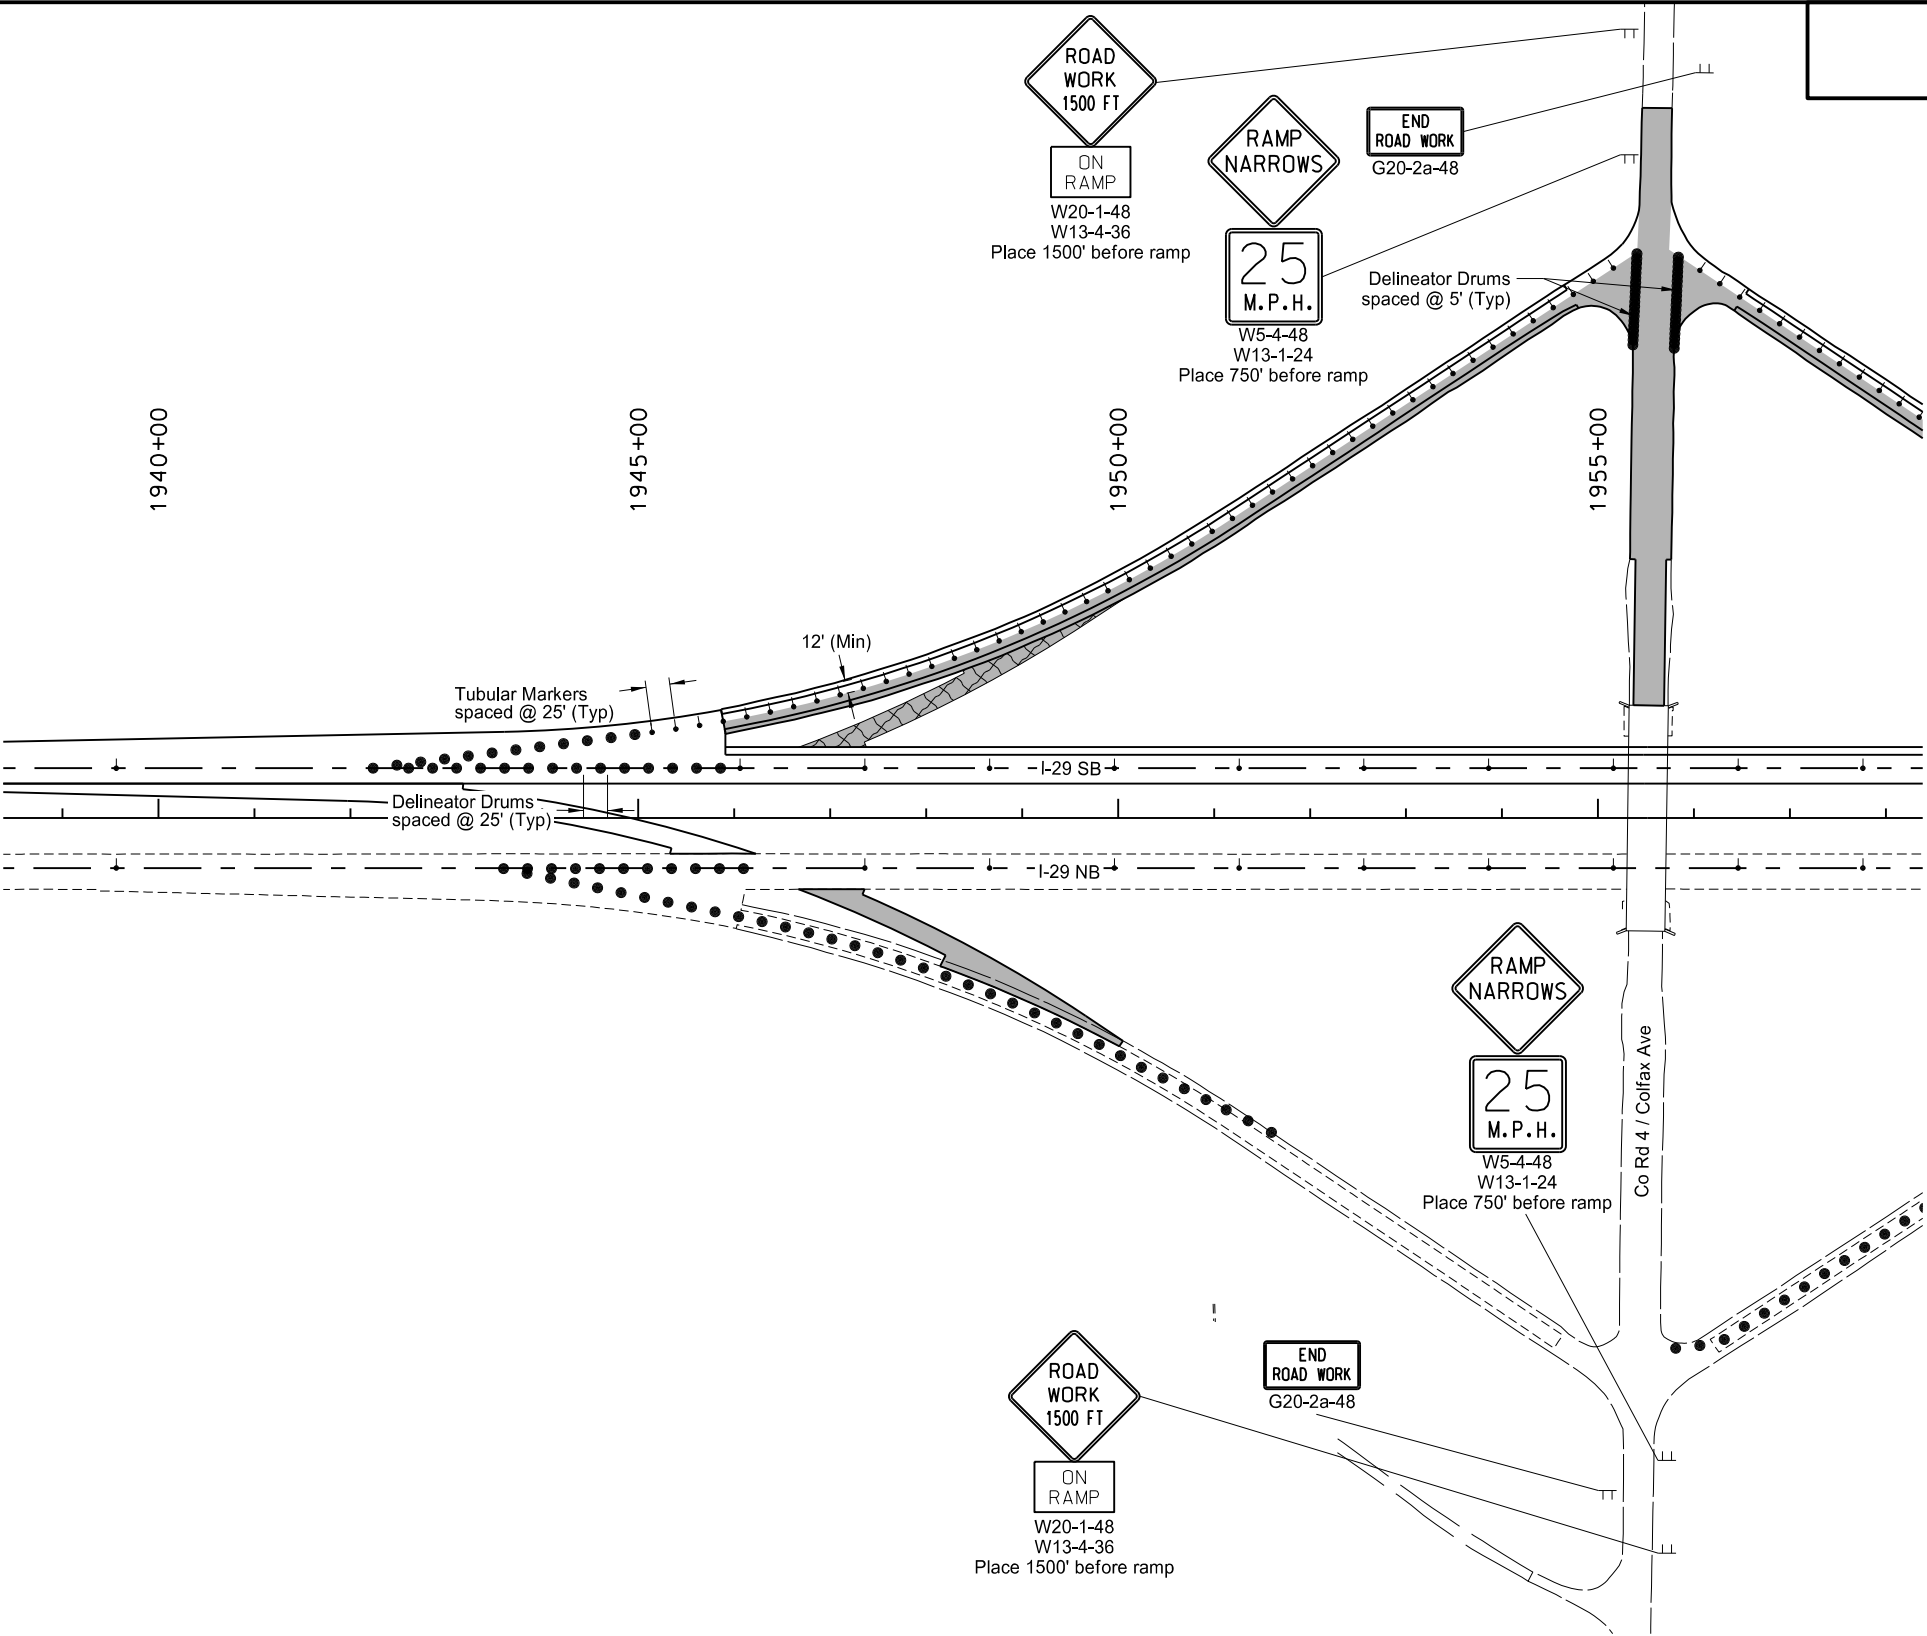 ROAD
WORK
1500 FT
ON
RAMP
W20-1-48
W13-4-36
Place 1500' before ramp
RAMP
NARROWS
25
M.P.H.
W5-4-48
W13-1-24
Place 750' before ramp
END
ROAD WORK
G20-2a-48
Delineator Drums
spaced @ 5' (Typ)
1940+00
1945+00
1950+00
1955+00
12' (Min)
Tubular Markers
spaced @ 25' (Typ)
I-29 SB
Delineator Drums
spaced @ 25' (Typ)
I-29 NB
RAMP
NARROWS
25
M.P.H.
W5-4-48
W13-1-24
Place 750' before ramp
Co Rd 4 / Colfax Ave
ROAD
WORK
1500 FT
ON
RAMP
W20-1-48
W13-4-36
Place 1500' before ramp
END
ROAD WORK
G20-2a-48